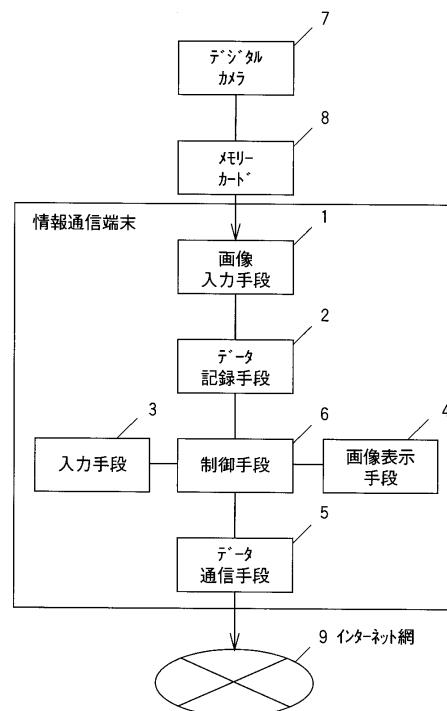 7
デジタル
カメラ
8
メモリー
カード
情報通信端末
1
画像
入力手段
2
データ
記録手段
3
入力手段
6
制御手段
4
画像表示
手段
5
データ
通信手段
9 インターネット網